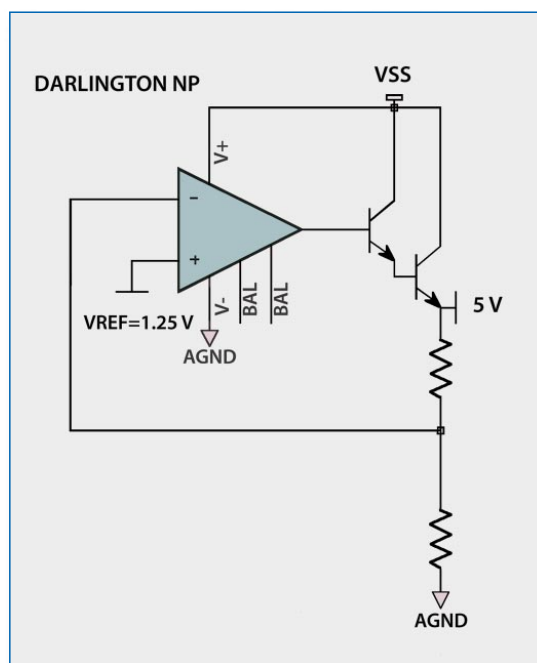 DARLINGTON NP
VSS
V+
−
+
VREF=1.25 V
V-
BAL
BAL
AGND
5 V
AGND